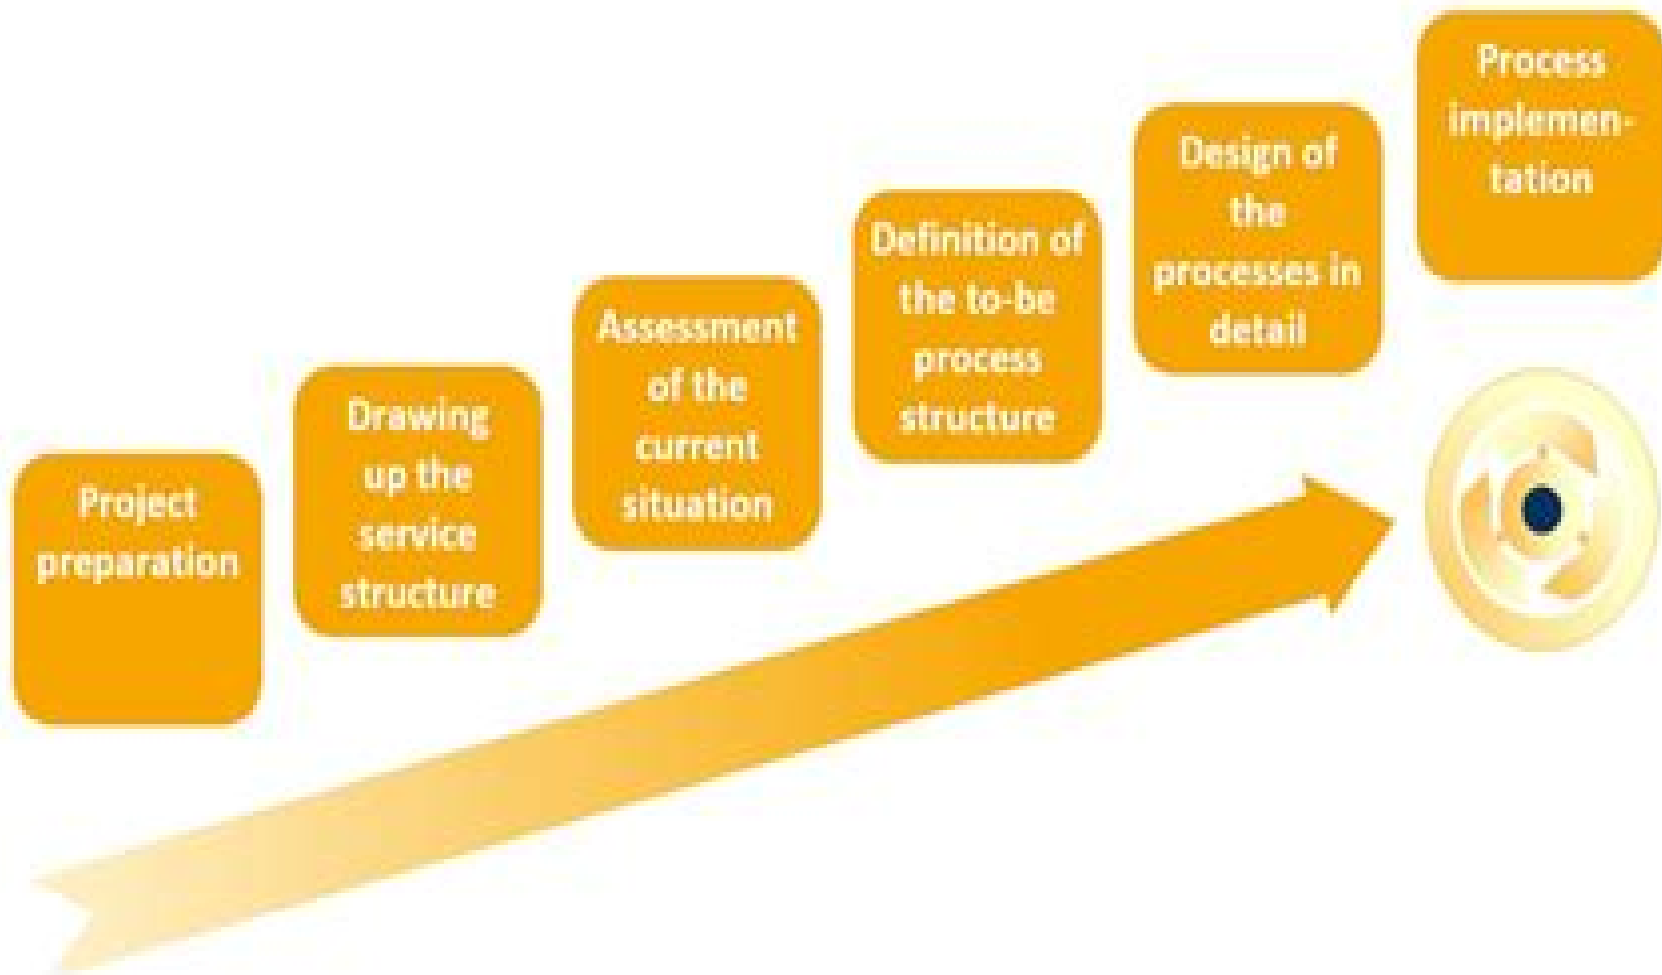 Project
preparation
Drawing
up the
service
structure
Assessment
of the
current
situation
Definition of
the to-be
process
structure
Design of
the
processes in
detail
Process
implemen-
tation